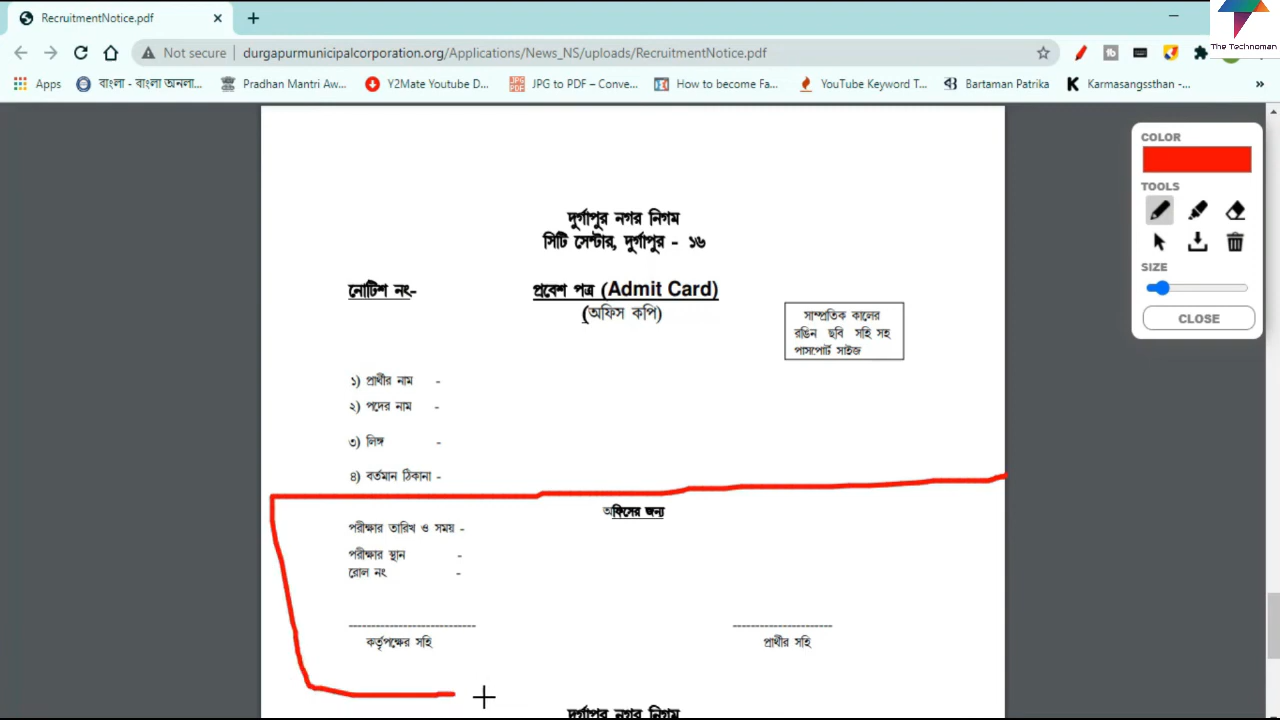 RecruitmentNotice.pdf
The Technoman
Not secure durgapurmunicipalcorporation.org/Applications/News_NS/uploads/RecruitmentNotice.pdf
Apps বাংলা - বাংলা অনলা... Pradhan Mantri Aw... Y2Mate Youtube D... JPG to PDF – Conve... How to become Fa... YouTube Keyword T... Bartaman Patrika Karmasangssthan -... »
COLOR
TOOLS
SIZE
CLOSE
দুর্গাপুর নগর নিগম
সিটি সেন্টার, দুর্গাপুর - ১৬
নোটিশ নং- প্রবেশ পত্র (Admit Card)
(অফিস কপি)
সাম্প্রতিক কালের
রঙিন ছবি সহি সহ
পাসপোর্ট সাইজ
১) প্রার্থীর নাম -
২) পদের নাম -
৩) লিঙ্গ -
৪) বর্তমান ঠিকানা -
অফিসের জন্য
পরীক্ষার তারিখ ও সময় -
পরীক্ষার স্থান -
রোল নং -
কর্তৃপক্ষের সহি প্রার্থীর সহি
দুর্গাপুর নগর নিগম